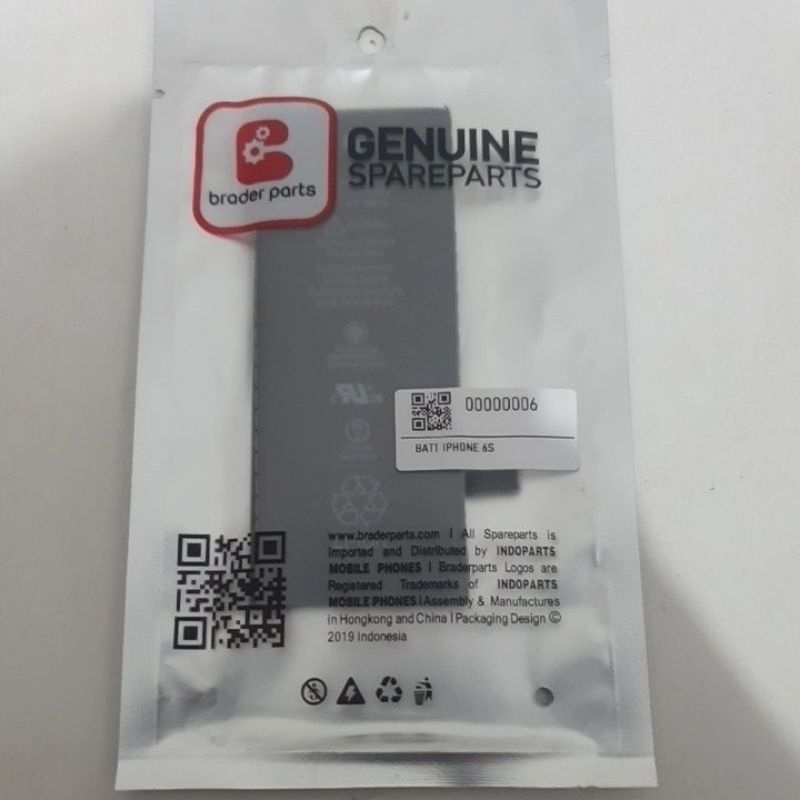 brader parts
GENUINE
SPAREPARTS
00000006
BATT IPHONE 6S
www.braderparts.com | All Spareparts is
Imported and Distributed by INDOPARTS
MOBILE PHONES | Braderparts Logos are
Registered Trademarks of INDOPARTS
MOBILE PHONES | Assembly & Manufactures
in Hongkong and China | Packaging Design ©
2019 Indonesia